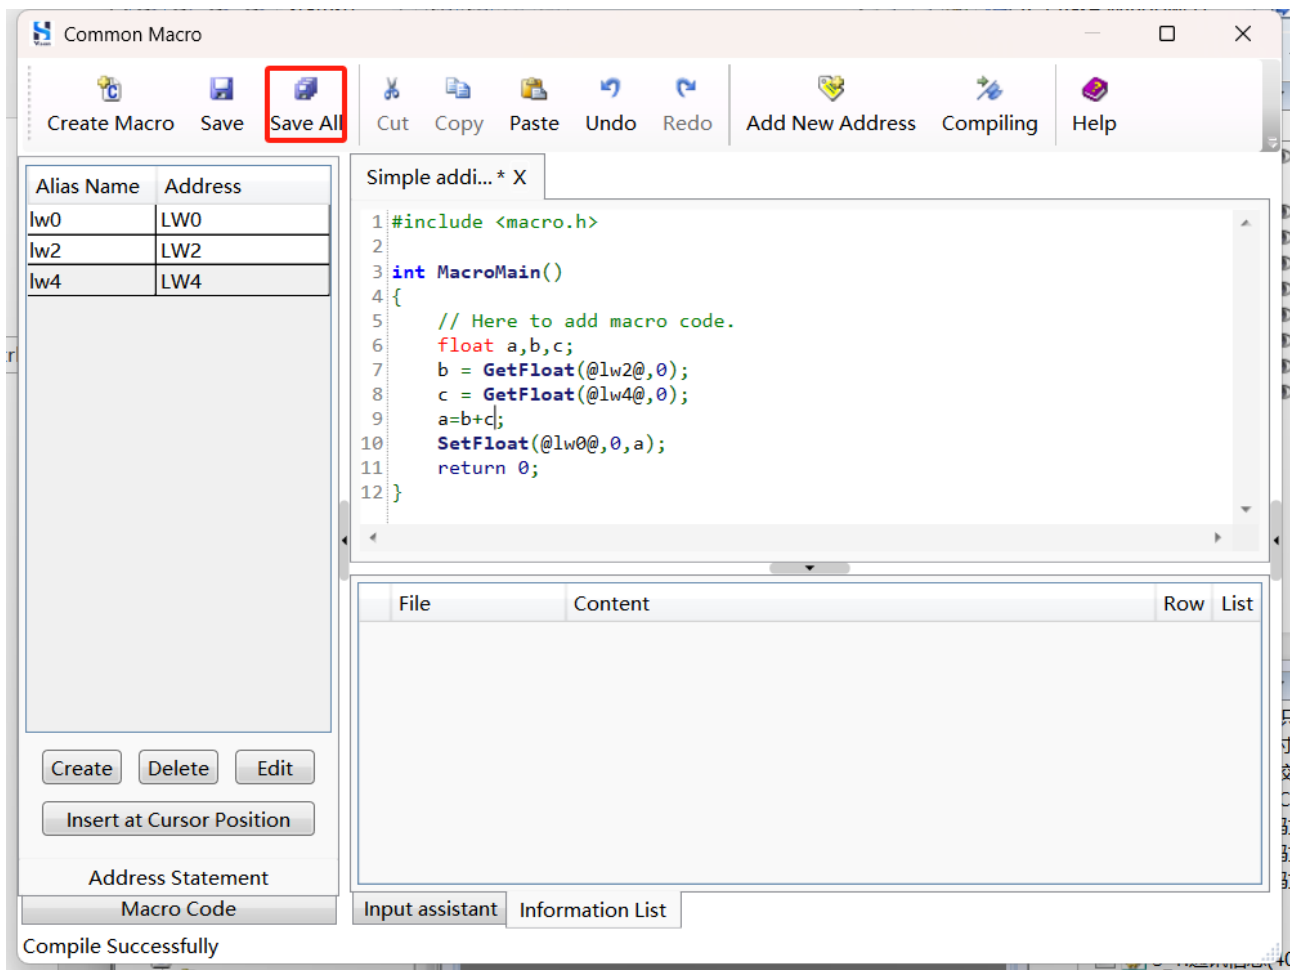 Common Macro
Create Macro Save Save All Cut Copy Paste Undo Redo Add New Address Compiling Help
Alias Name Address
lw0 LW0
lw2 LW2
lw4 LW4
Create Delete Edit
Insert at Cursor Position
Address Statement
Macro Code
Simple addi...* X
1 #include <macro.h>
2
3 int MacroMain()
4 {
5 // Here to add macro code.
6 float a,b,c;
7 b = GetFloat(@lw2@,0);
8 c = GetFloat(@lw4@,0);
9 a=b+c;
10 SetFloat(@lw0@,0,a);
11 return 0;
12 }
File Content Row List
Input assistant Information List
Compile Successfully